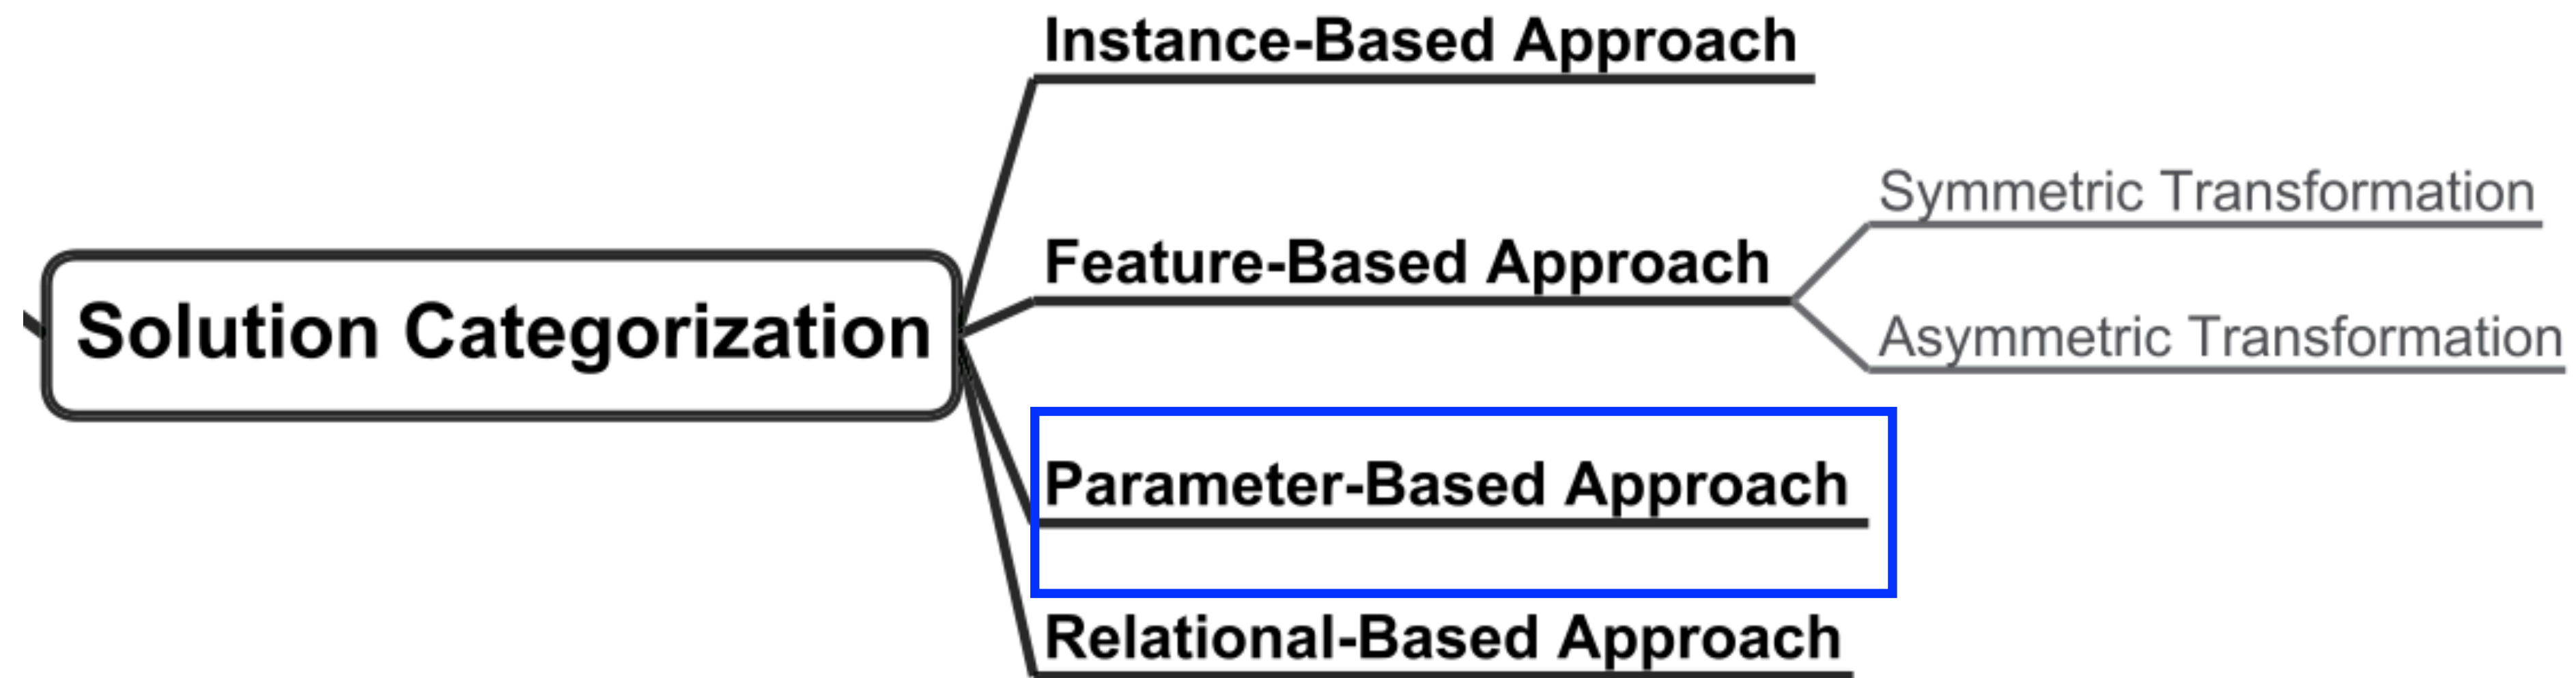 Instance-Based Approach
Symmetric Transformation
Feature-Based Approach
Solution Categorization
Asymmetric Transformation
Parameter-Based Approach
Relational-Based Approach